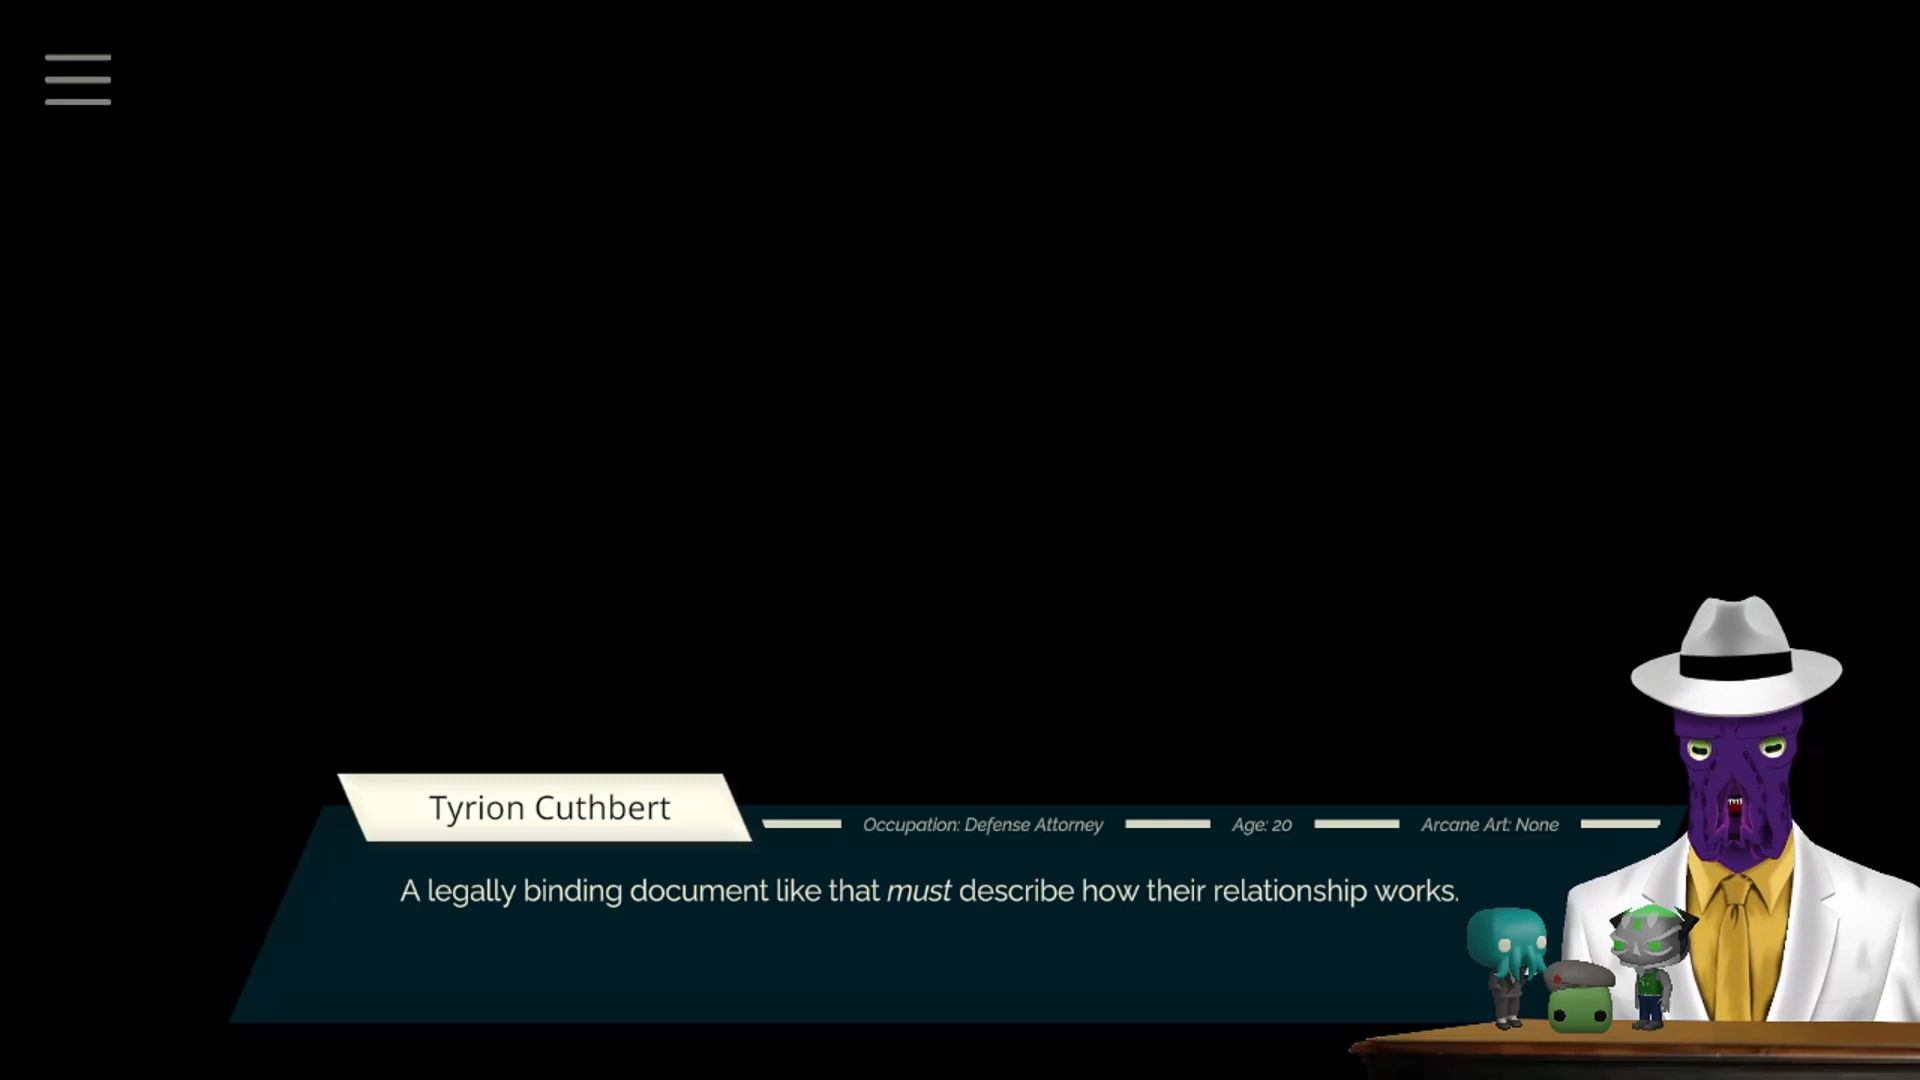 Tyrion Cuthbert
Occupation: Defense Attorney Age: 20 Arcane Art: None
A legally binding document like that must describe how their relationship works.